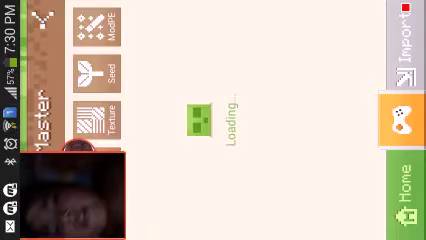 57% 7:30 PM
Master
Texture
Seed
ModPE
Loading...
Home
Import